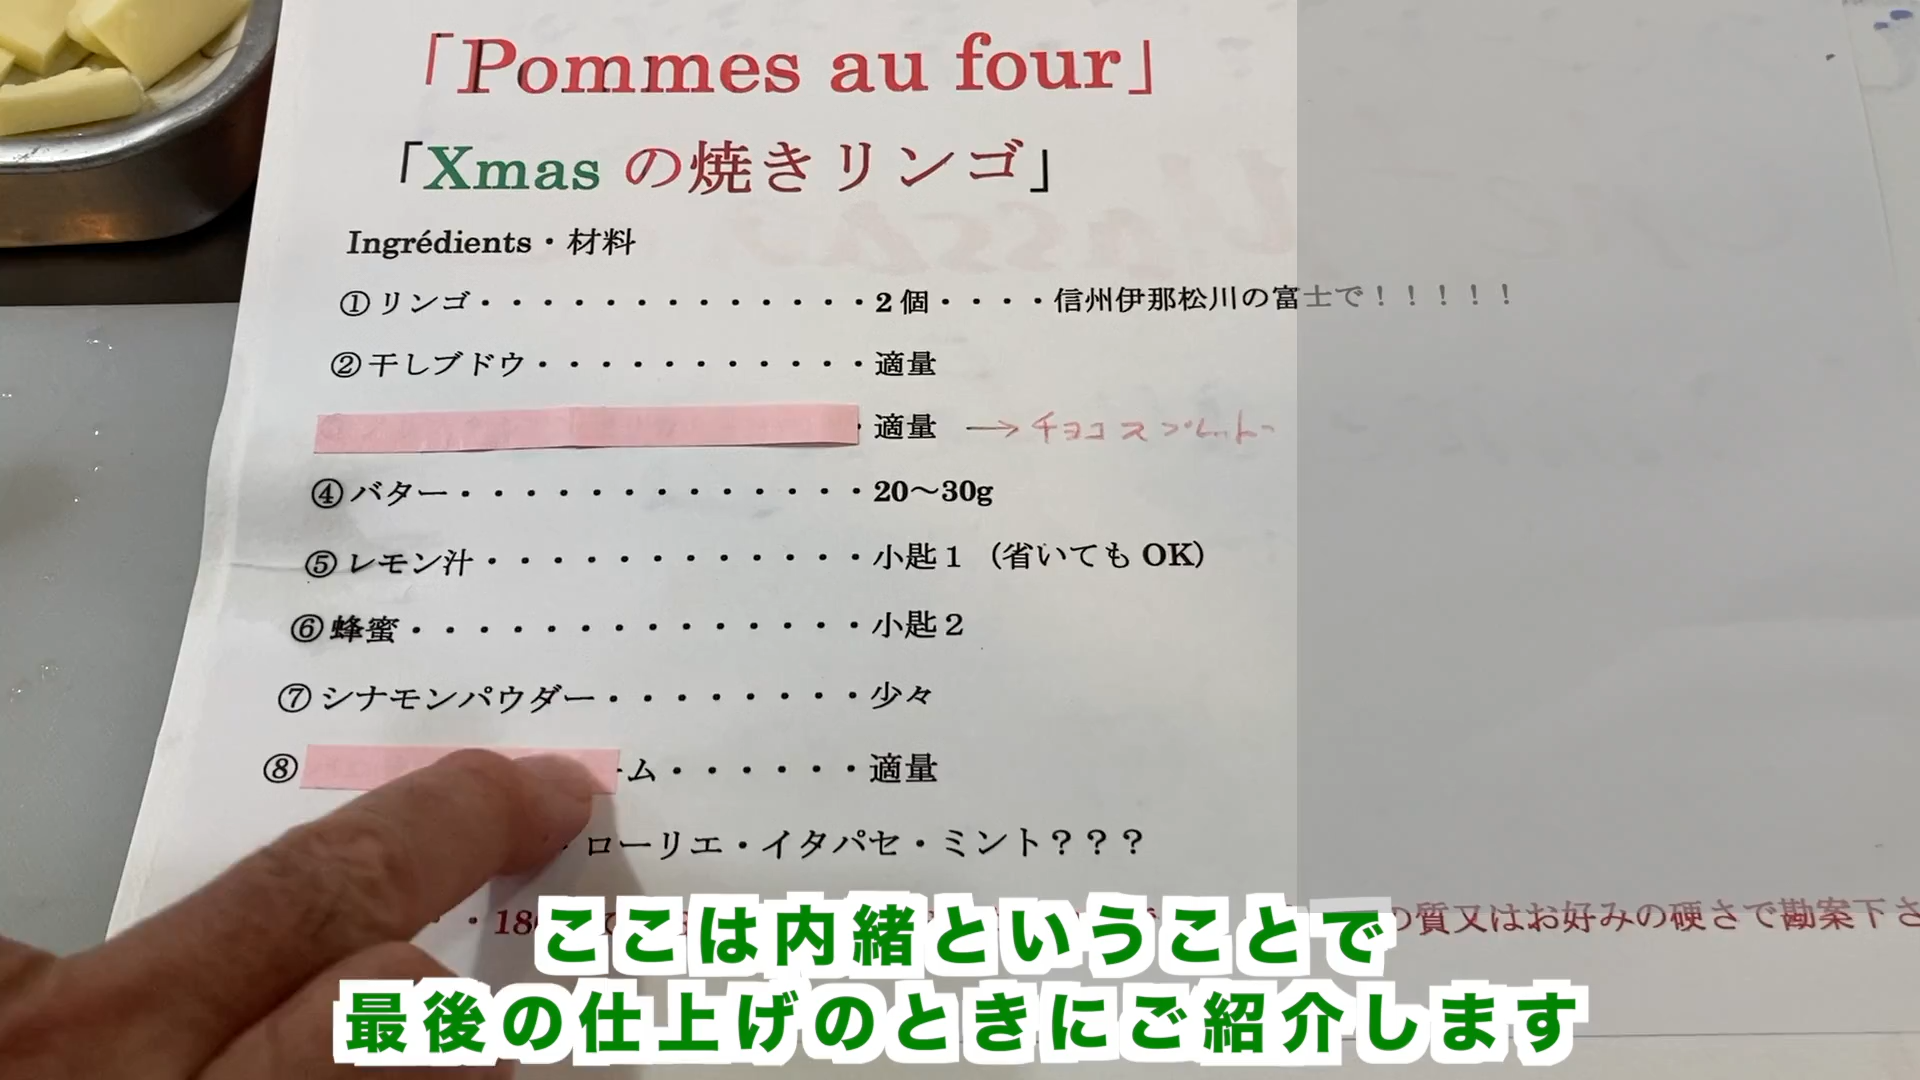 「Pommes au four」
「Xmas の焼きリンゴ」
Ingrédients・材料
①リンゴ・・・・・・・・・・・・・2個・・・・信州伊那松川の富士で！！！！！
②干しブドウ・・・・・・・・・・・適量
・適量 → チョコスプレット
④バター・・・・・・・・・・・・・20～30g
⑤レモン汁・・・・・・・・・・・・小匙1（省いてもOK）
⑥蜂蜜・・・・・・・・・・・・・・小匙2
⑦シナモンパウダー・・・・・・・・少々
⑧ ーム・・・・・・適量
・ローリエ・イタパセ・ミント？？？
・18 の質又はお好みの硬さで勘案下さ
ここは内緒ということで
最後の仕上げのときにご紹介します